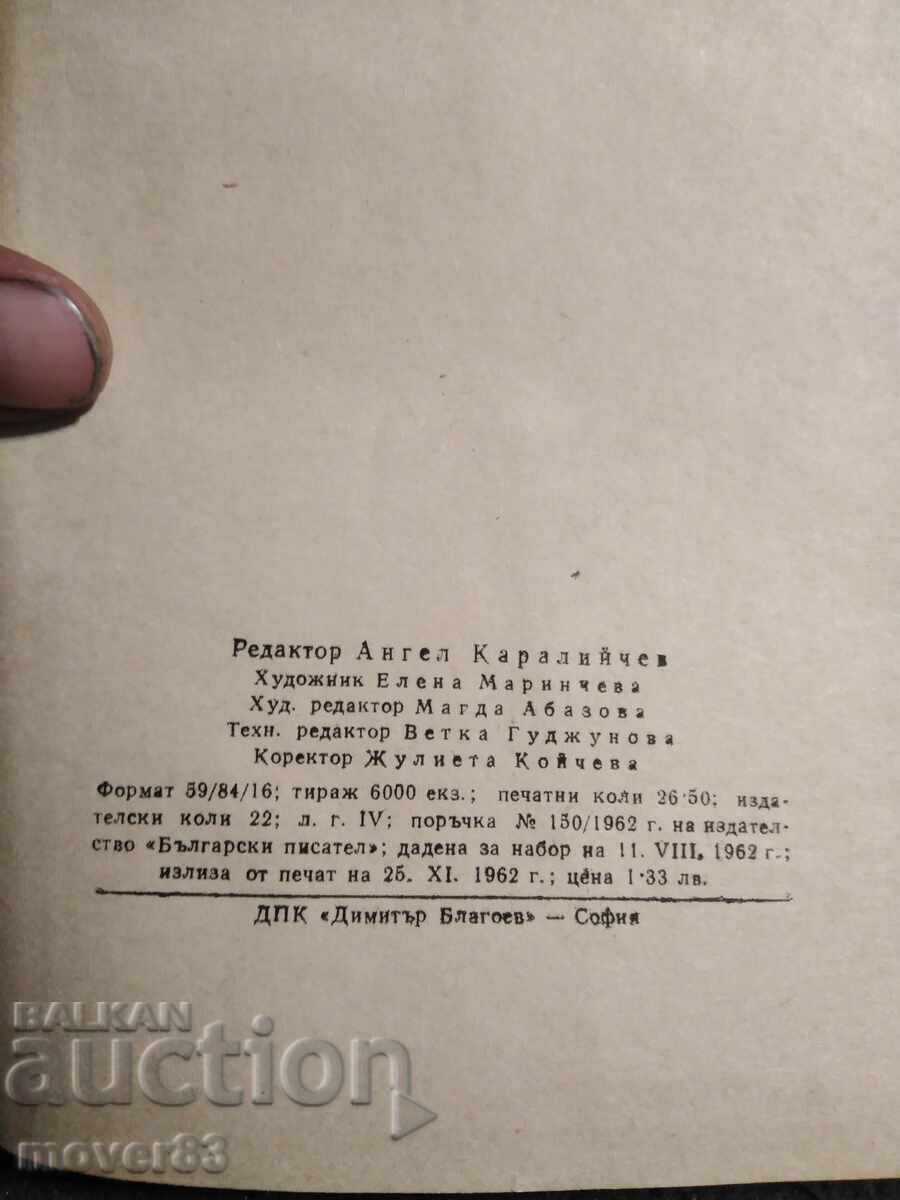 Редактор Ангел Каралийчев
Художник Елена Маринчева
Худ. редактор Магда Абазова
Техн. редактор Ветка Гуджунова
Коректор Жулиета Койчева
Формат 59/84/16; тираж 6000 екз.; печатни коли 26·50; изда-
телски коли 22; л. г. IV; поръчка № 150/1962 г. на издател-
ство «Български писател»; дадена за набор на 11. VIII. 1962 г.;
излиза от печат на 25. XI. 1962 г.; цена 1·33 лв.
ДПК «Димитър Благоев» — София
BALKAN
auction
mover83